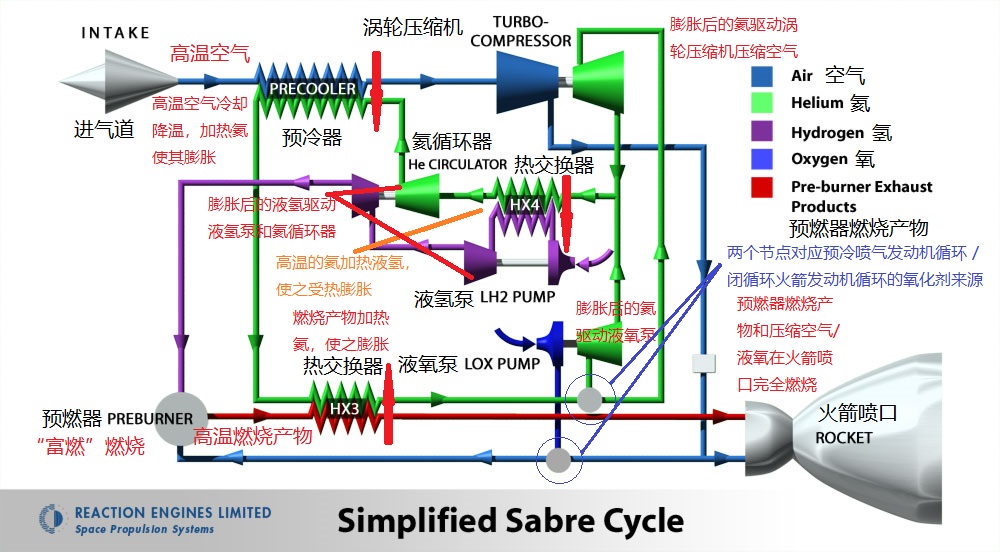 INTAKE
高温空气
进气道
高温空气冷却
降温，加热氦
使其膨胀
PRECOOLER
预冷器
涡轮压缩机
TURBO-
COMPRESSOR
膨胀后的氦驱动涡
轮压缩机压缩空气
Air 空气
Helium 氦
Hydrogen 氢
Oxygen 氧
Pre-burner Exhaust
Products
预燃器燃烧产物
氦循环器
He CIRCULATOR
热交换器
HX4
膨胀后的液氢驱动
液氢泵和氦循环器
高温的氦加热液氢，
使之受热膨胀
液氢泵 LH2 PUMP
两个节点对应预冷喷气发动机循环 /
闭循环火箭发动机循环的氧化剂来源
燃烧产物加热
氦，使之膨胀
膨胀后的氦
驱动液氧泵
预燃器燃烧产
物和压缩空气/
液氧在火箭喷
口完全燃烧
热交换器
HX3
液氧泵 LOX PUMP
预燃器 PREBURNER
“富燃”燃烧
高温燃烧产物
火箭喷口
ROCKET
REACTION ENGINES LIMITED
Space Propulsion Systems
Simplified Sabre Cycle